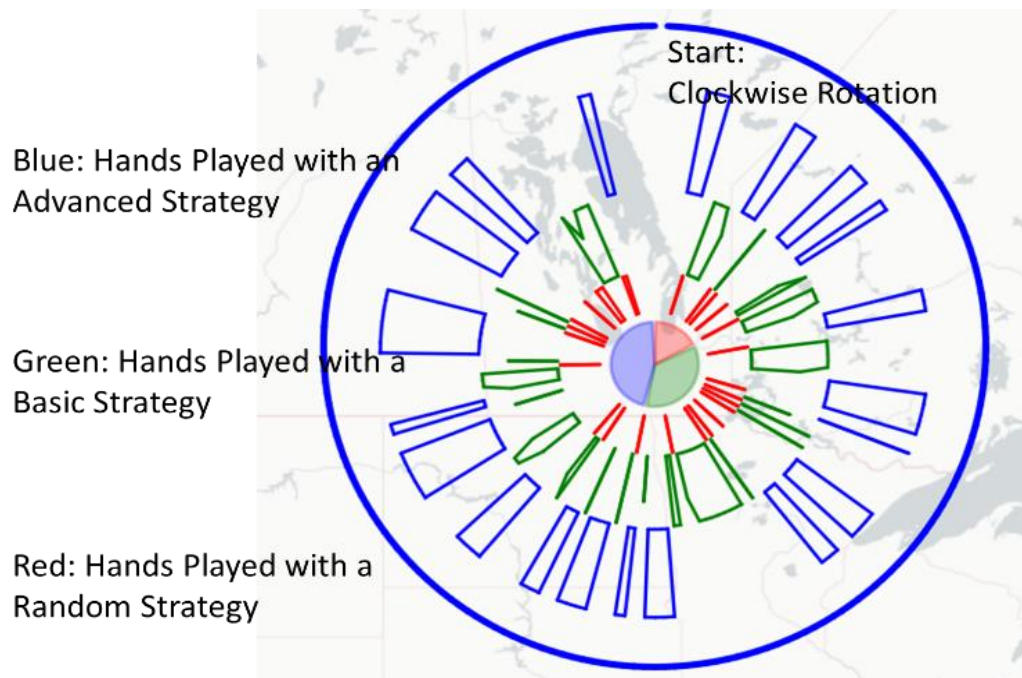 Start:
Clockwise Rotation
Blue: Hands Played with an
Advanced Strategy
Green: Hands Played with a
Basic Strategy
Red: Hands Played with a
Random Strategy